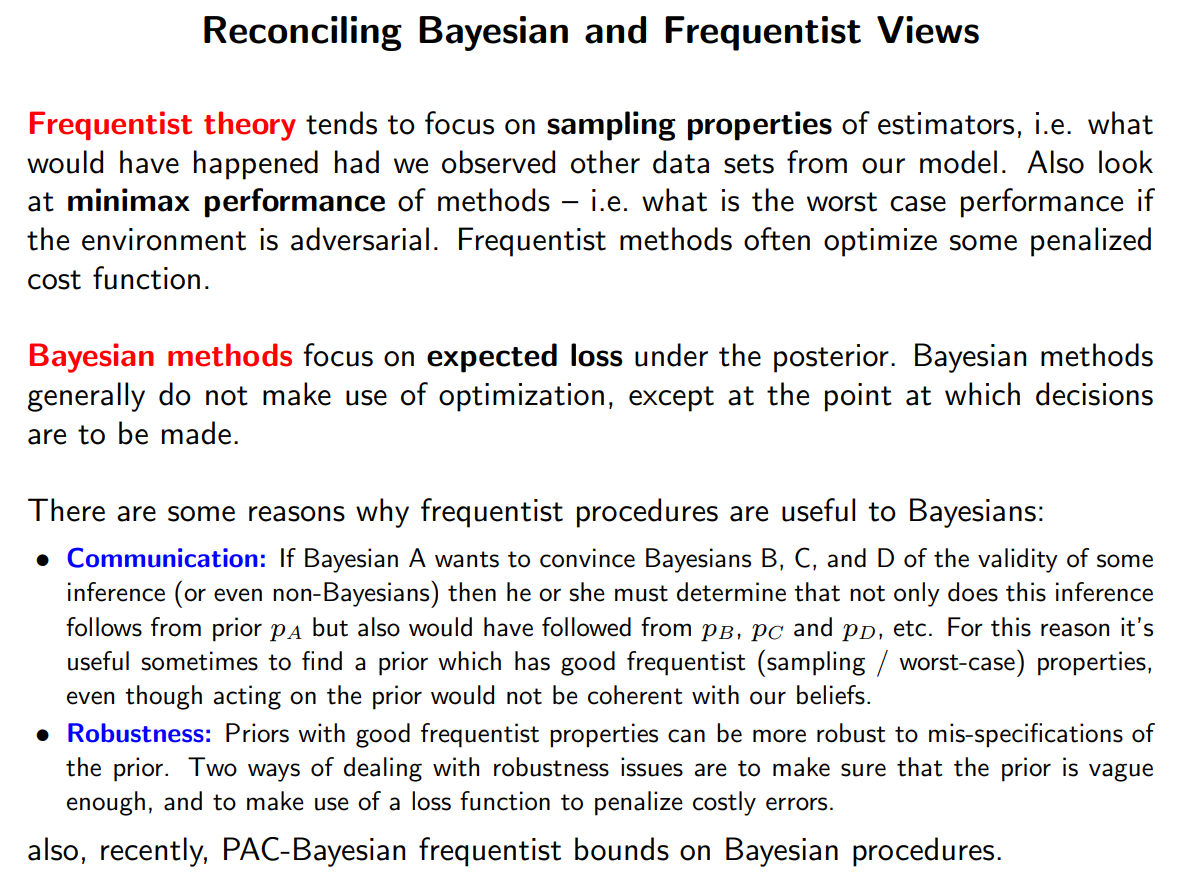 Reconciling Bayesian and Frequentist Views
Frequentist theory tends to focus on sampling properties of estimators, i.e. what
would have happened had we observed other data sets from our model. Also look
at minimax performance of methods – i.e. what is the worst case performance if
the environment is adversarial. Frequentist methods often optimize some penalized
cost function.
Bayesian methods focus on expected loss under the posterior. Bayesian methods
generally do not make use of optimization, except at the point at which decisions
are to be made.
There are some reasons why frequentist procedures are useful to Bayesians:
• Communication: If Bayesian A wants to convince Bayesians B, C, and D of the validity of some
inference (or even non-Bayesians) then he or she must determine that not only does this inference
follows from prior p_A but also would have followed from p_B, p_C and p_D, etc. For this reason it's
useful sometimes to find a prior which has good frequentist (sampling / worst-case) properties,
even though acting on the prior would not be coherent with our beliefs.
• Robustness: Priors with good frequentist properties can be more robust to mis-specifications of
the prior. Two ways of dealing with robustness issues are to make sure that the prior is vague
enough, and to make use of a loss function to penalize costly errors.
also, recently, PAC-Bayesian frequentist bounds on Bayesian procedures.